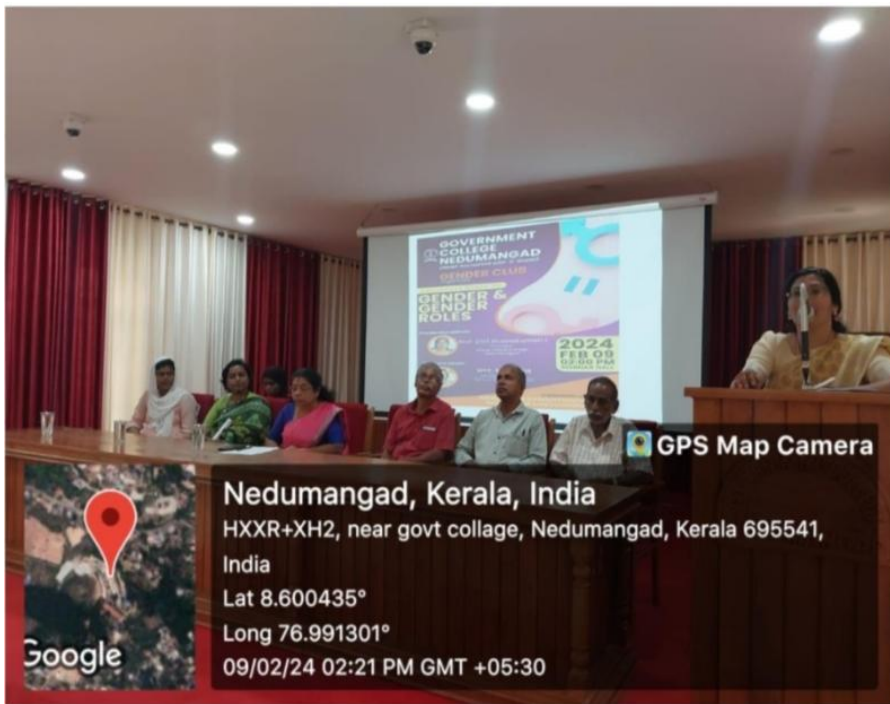 GOVERNMENT
COLLEGE
NEDUMANGAD
GENDER CLUB
GENDER &
GENDER
ROLES
2024
FEB 09
02:00 PM
GPS Map Camera
Nedumangad, Kerala, India
HXXR+XH2, near govt collage, Nedumangad, Kerala 695541,
India
Lat 8.600435°
Long 76.991301°
09/02/24 02:21 PM GMT +05:30
Google